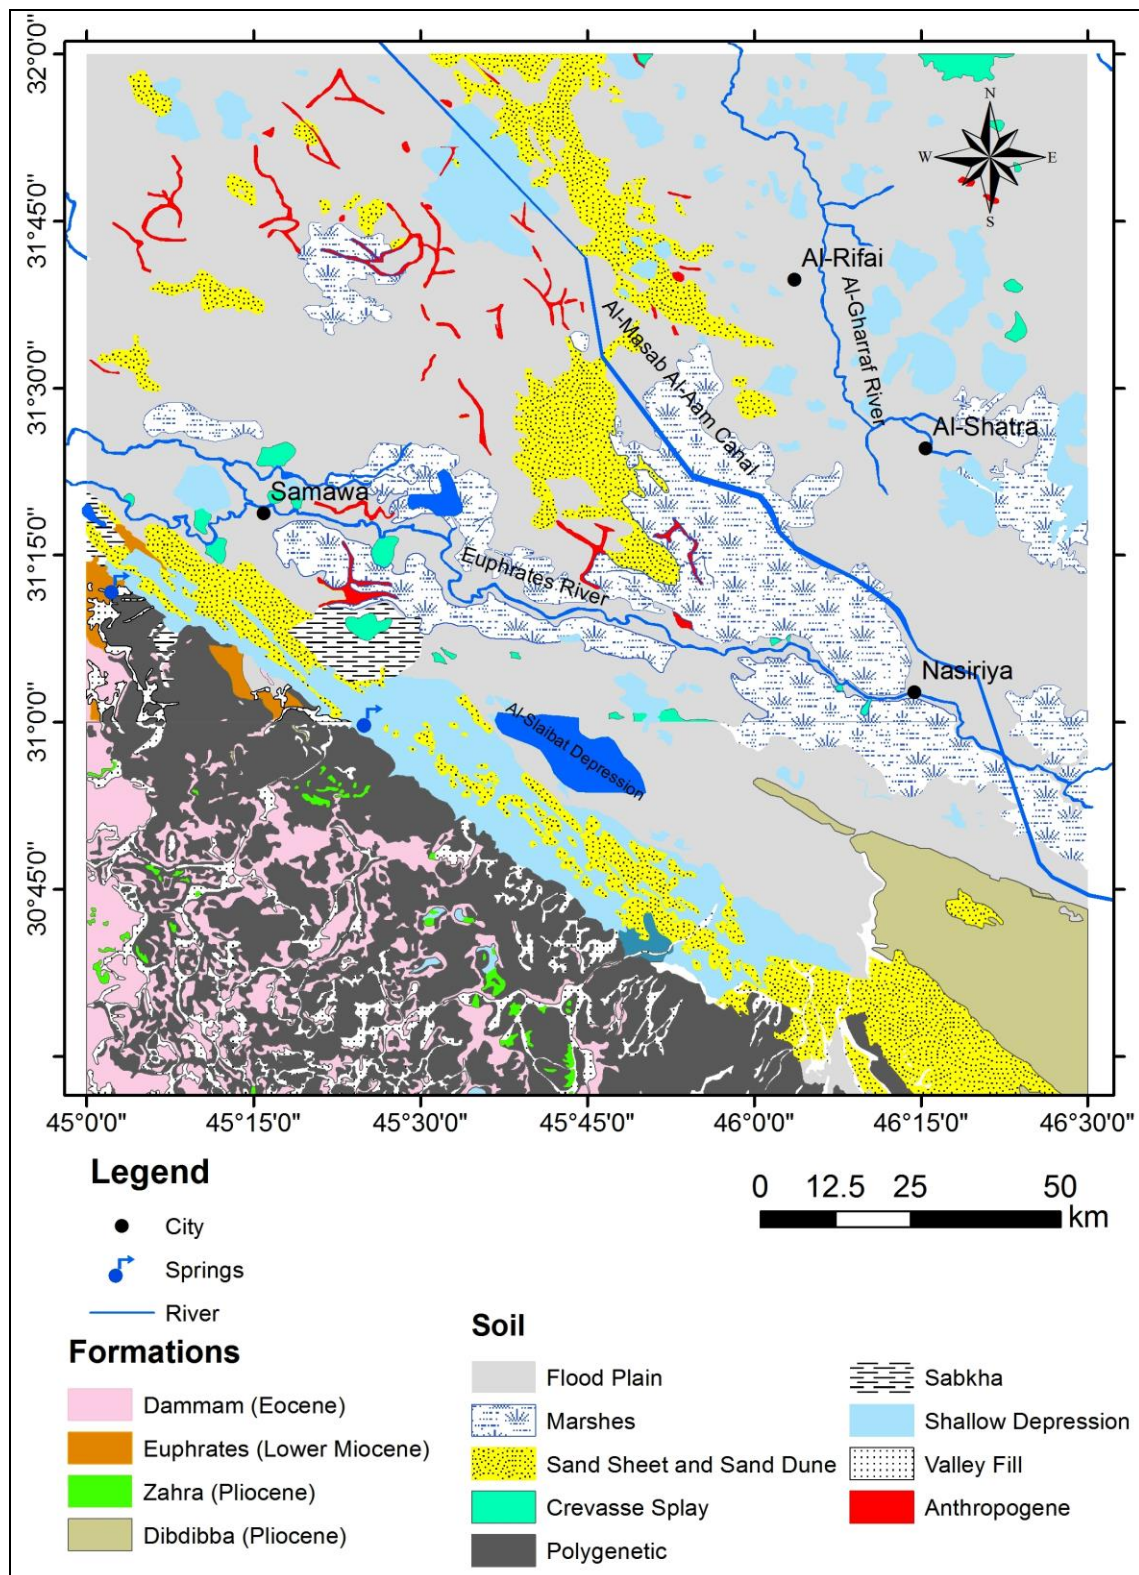 32°0'0"
31°45'0"
31°30'0"
31°15'0"
31°0'0"
30°45'0"
N
W E
S
Al-Rifai
Al-Gharraf River
Al-Masab Al-Aam Canal
Al-Shatra
Samawa
Euphrates River
Nasiriya
Al-Slaibat Depression
45°0'0" 45°15'0" 45°30'0" 45°45'0" 46°0'0" 46°15'0" 46°30'0"
Legend
City
Springs
River
0 12.5 25 50
km
Formations
Dammam (Eocene)
Euphrates (Lower Miocene)
Zahra (Pliocene)
Dibdibba (Pliocene)
Soil
Flood Plain
Marshes
Sand Sheet and Sand Dune
Crevasse Splay
Polygenetic
Sabkha
Shallow Depression
Valley Fill
Anthropogene